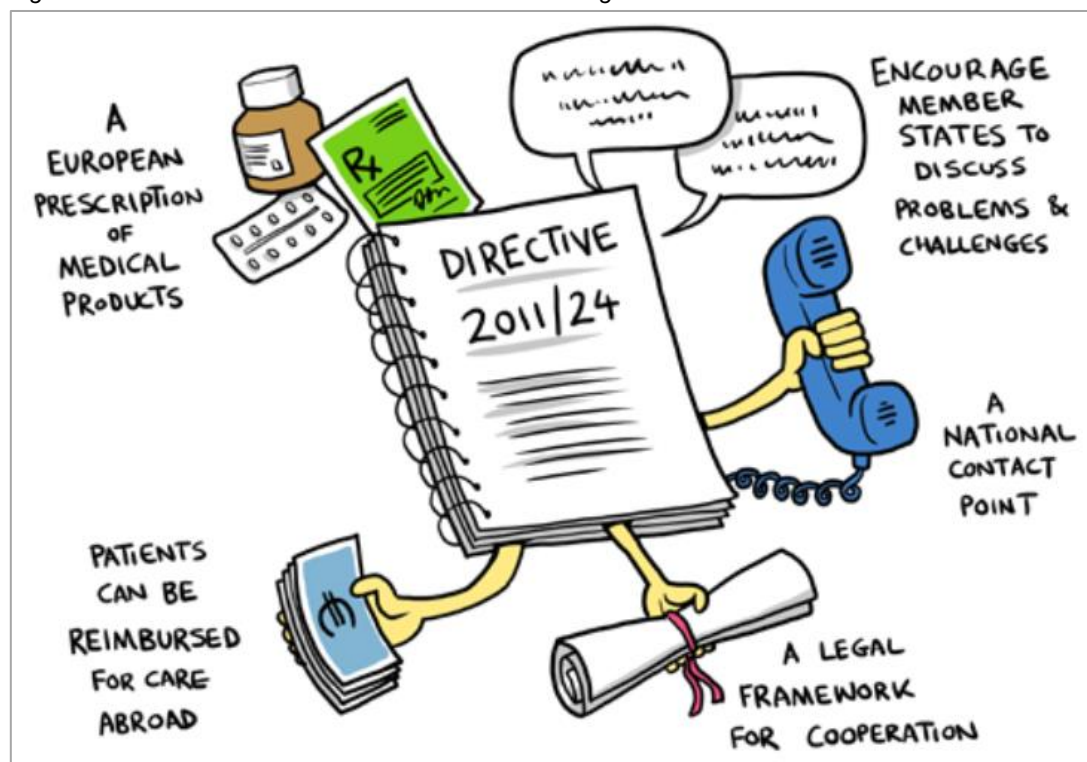 A
EUROPEAN
PRESCRIPTION
OF
MEDICAL
PRODUCTS
Rx
DIRECTIVE
2011/24
ENCOURAGE
MEMBER
STATES TO
DISCUSS
PROBLEMS &
CHALLENGES
A
NATIONAL
CONTACT
POINT
PATIENTS
CAN BE
REIMBURSED
FOR CARE
ABROAD
€
A LEGAL
FRAMEWORK
FOR COOPERATION